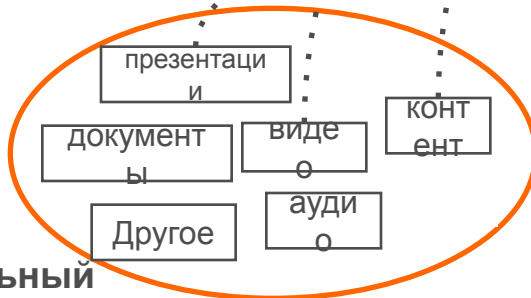 презентаци
и
конт
ент
документ
ы
виде
о
ауди
о
Другое
ьный